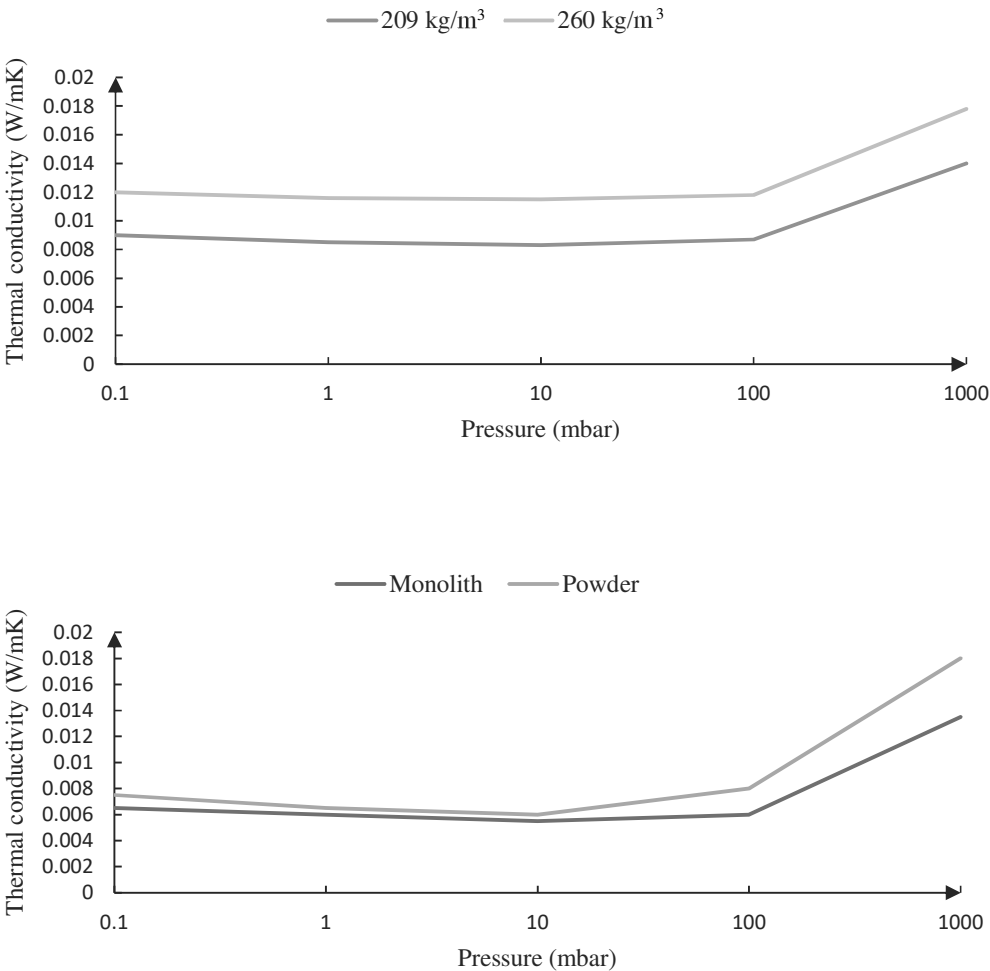 209 kg/m³ 260 kg/m³
Thermal conductivity (W/mK)
0.02
0.018
0.016
0.014
0.012
0.01
0.008
0.006
0.004
0.002
0
0.1 1 10 100 1000
Pressure (mbar)
Monolith Powder
Thermal conductivity (W/mK)
0.02
0.018
0.016
0.014
0.012
0.01
0.008
0.006
0.004
0.002
0
0.1 1 10 100 1000
Pressure (mbar)